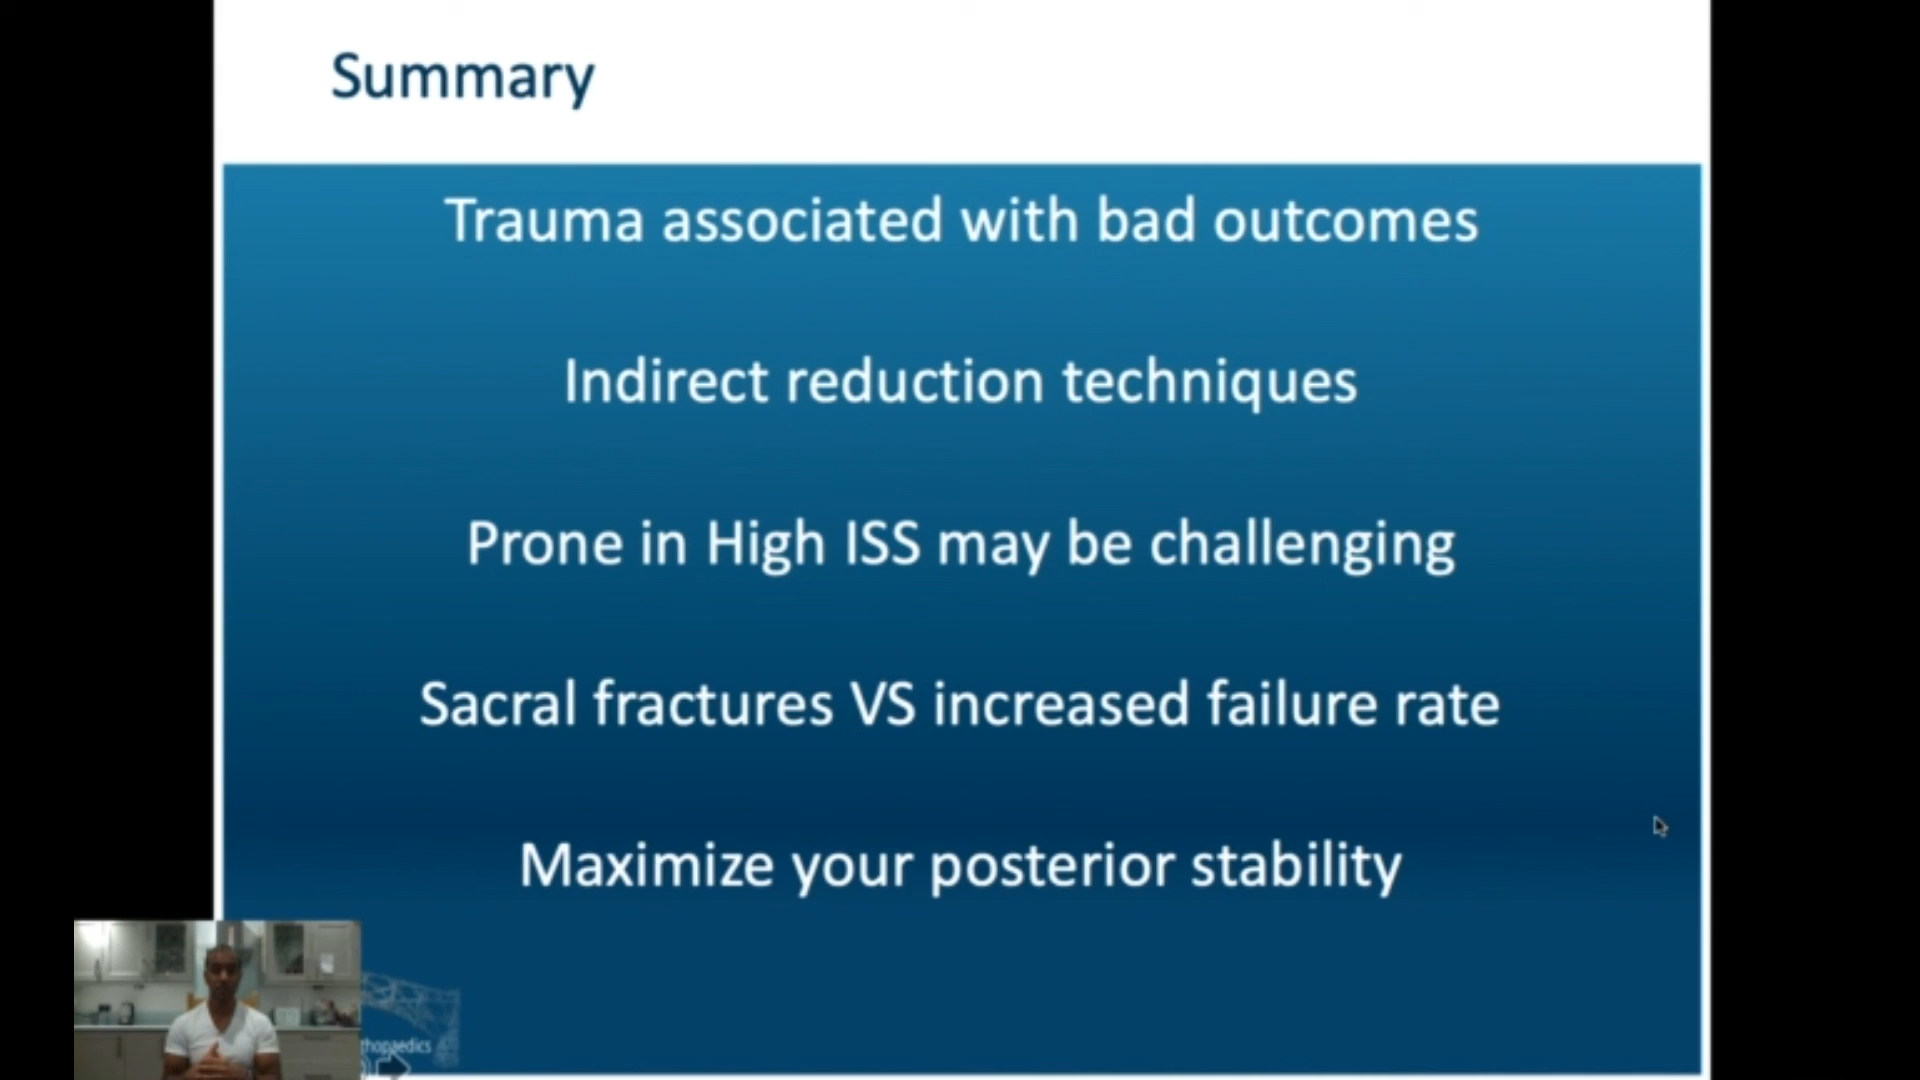 Summary
Trauma associated with bad outcomes
Indirect reduction techniques
Prone in High ISS may be challenging
Sacral fractures VS increased failure rate
Maximize your posterior stability
thopaedics